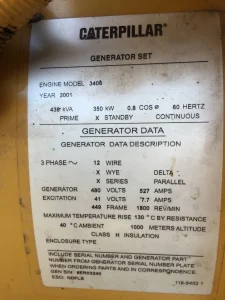 CATERPILLAR
GENERATOR SET
ENGINE MODEL 3406
YEAR 2001
438 kVA 350 kW 0.8 COS Ø 60 HERTZ
PRIME X STANDBY CONTINUOUS
GENERATOR DATA
GENERATOR DATA DESCRIPTION
3 PHASE ~ 12 WIRE
X WYE DELTA
X SERIES PARALLEL
GENERATOR 480 VOLTS 527 AMPS
EXCITATION 41 VOLTS 7.7 AMPS
449 FRAME 1800 REV/MIN
MAXIMUM TEMPERATURE RISE 130 °C BY RESISTANCE
40 °C AMBIENT 1000 METERS ALTITUDE
CLASS H INSULATION
ENCLOSURE TYPE
INCLUDE SERIAL NUMBER AND GENERATOR PART
NUMBER FROM GENERATOR SERIAL NUMBER PLATE
WHEN ORDERING PARTS AND IN CORRESPONDENCE.
GEN S/N:
ESO: